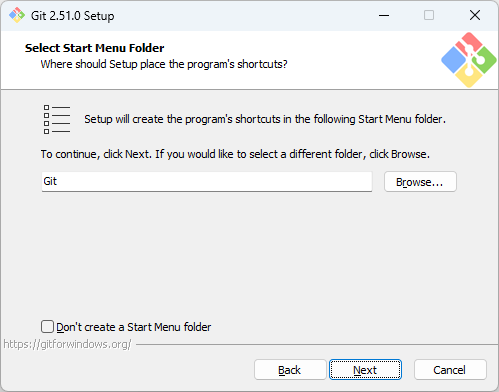 Git 2.51.0 Setup
Select Start Menu Folder
Where should Setup place the program's shortcuts?
Setup will create the program's shortcuts in the following Start Menu folder.
To continue, click Next. If you would like to select a different folder, click Browse.
Git
Browse...
Don't create a Start Menu folder
https://gitforwindows.org/
Back
Next
Cancel